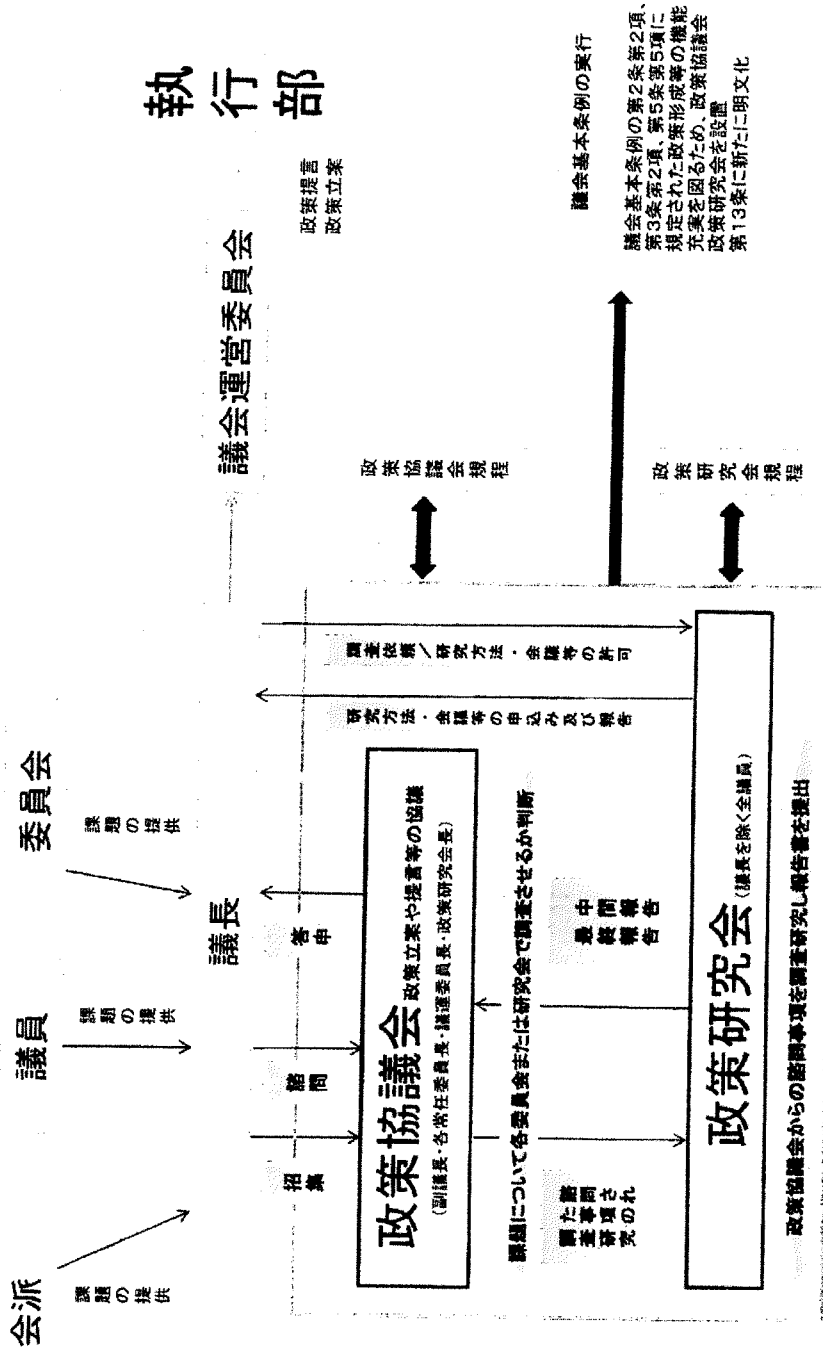 会派
議員
委員会
課題の提供
課題の提供
課題の提供
議長
議会運営委員会
執行部
招集
諮問
答申
政策提言
政策立案
政策協議会 政策立案や提言等の協議
（副議長・各常任委員長・議運委員長・政策研究会長）
研究方法・会議等の申込み及び報告
調査依頼／研究方法・会議等の許可
政策協議会規程
課題について各委員会または研究会で調査させるか判断
諮問された事項の調査研究
中間報告
最終報告
議会基本条例の実行
議会基本条例の第2条第2項、
第3条第2項、第5条第5項に
規定された政策形成等の機能
充実を図るため、政策協議会
政策研究会を設置
第13条に新たに明文化
政策研究会（議長を除く全議員）
政策研究会規程
政策協議会からの諮問事項を調査研究し報告書を提出